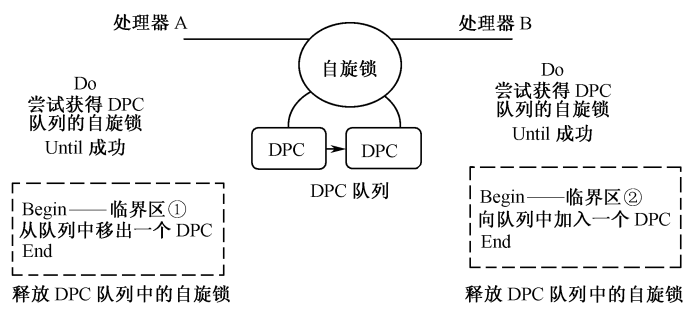 处理器 A
处理器 B
自旋锁
Do
尝试获得 DPC
队列的自旋锁
Until 成功
Do
尝试获得 DPC
队列的自旋锁
Until 成功
DPC
DPC
DPC 队列
Begin——临界区①
从队列中移出一个 DPC
End
Begin——临界区②
向队列中加入一个 DPC
End
释放 DPC 队列中的自旋锁
释放 DPC 队列中的自旋锁